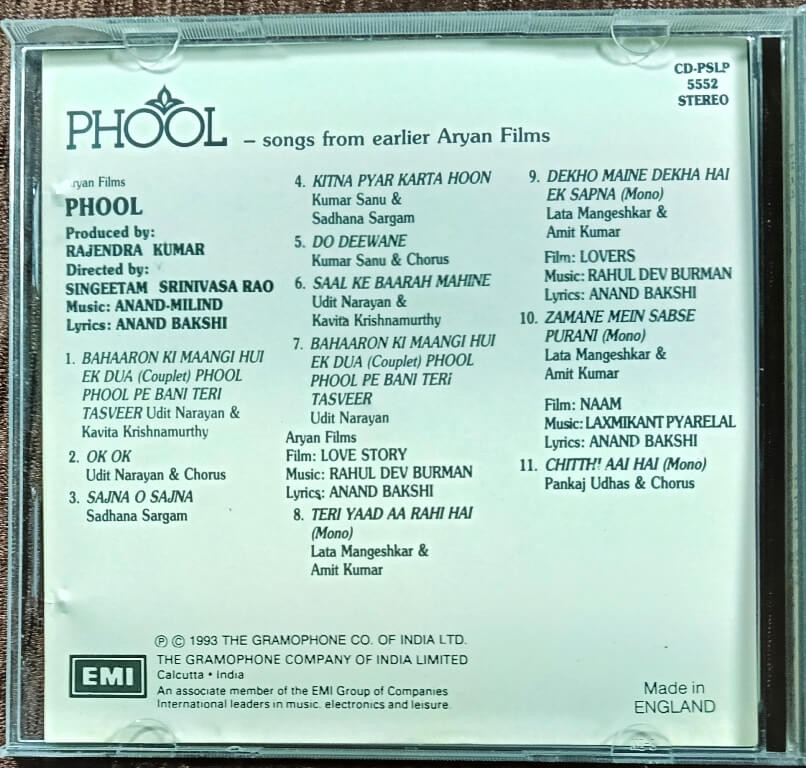 CD-PSLP
5552
STEREO
PHOOL – songs from earlier Aryan Films
Aryan Films
PHOOL
Produced by:
RAJENDRA KUMAR
Directed by:
SINGEETAM SRINIVASA RAO
Music: ANAND-MILIND
Lyrics: ANAND BAKSHI
1. BAHAARON KI MAANGI HUI
EK DUA (Couplet) PHOOL
PHOOL PE BANI TERI
TASVEER Udit Narayan &
Kavita Krishnamurthy
2. OK OK
Udit Narayan & Chorus
3. SAJNA O SAJNA
Sadhana Sargam
4. KITNA PYAR KARTA HOON
Kumar Sanu &
Sadhana Sargam
5. DO DEEWANE
Kumar Sanu & Chorus
6. SAAL KE BAARAH MAHINE
Udit Narayan &
Kavita Krishnamurthy
7. BAHAARON KI MAANGI HUI
EK DUA (Couplet) PHOOL
PHOOL PE BANI TERI
TASVEER
Udit Narayan
Aryan Films
Film: LOVE STORY
Music: RAHUL DEV BURMAN
Lyrics: ANAND BAKSHI
8. TERI YAAD AA RAHI HAI
(Mono)
Lata Mangeshkar &
Amit Kumar
9. DEKHO MAINE DEKHA HAI
EK SAPNA (Mono)
Lata Mangeshkar &
Amit Kumar
Film: LOVERS
Music: RAHUL DEV BURMAN
Lyrics: ANAND BAKSHI
10. ZAMANE MEIN SABSE
PURANI (Mono)
Lata Mangeshkar &
Amit Kumar
Film: NAAM
Music: LAXMIKANT PYARELAL
Lyrics: ANAND BAKSHI
11. CHITTHI AAI HAI (Mono)
Pankaj Udhas & Chorus
℗ © 1993 THE GRAMOPHONE CO. OF INDIA LTD.
EMI
THE GRAMOPHONE COMPANY OF INDIA LIMITED
Calcutta • India
An associate member of the EMI Group of Companies
International leaders in music, electronics and leisure.
Made in
ENGLAND